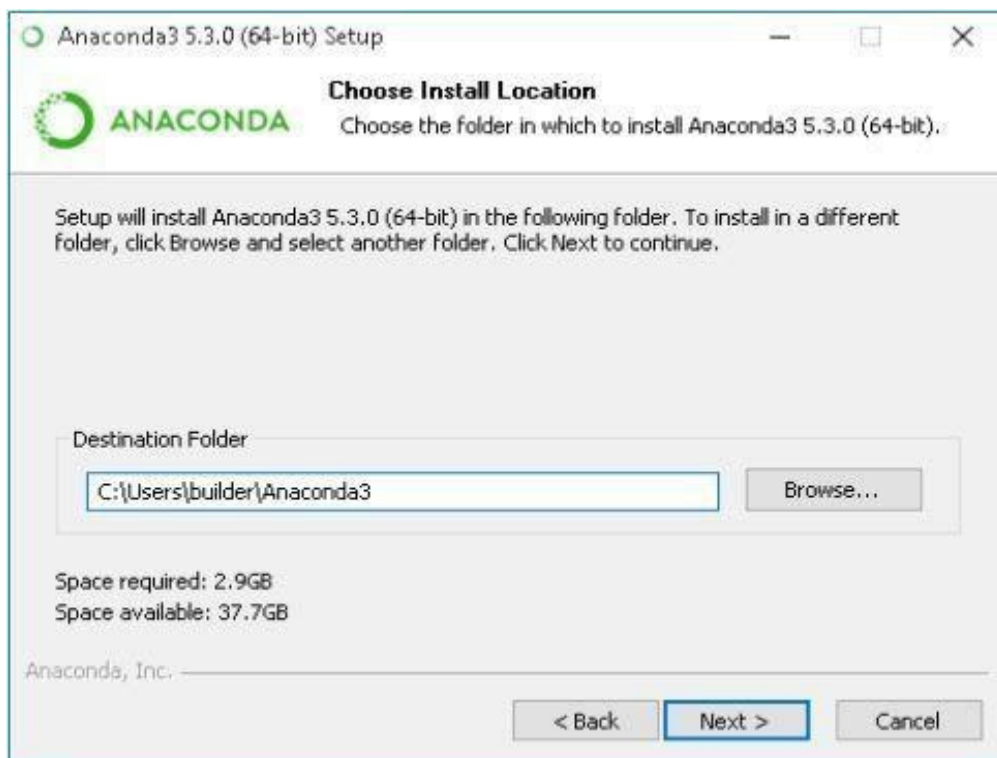 Anaconda3 5.3.0 (64-bit) Setup
ANACONDA
Choose Install Location
Choose the folder in which to install Anaconda3 5.3.0 (64-bit).
Setup will install Anaconda3 5.3.0 (64-bit) in the following folder. To install in a different
folder, click Browse and select another folder. Click Next to continue.
Destination Folder
C:\Users\builder\Anaconda3
Browse...
Space required: 2.9GB
Space available: 37.7GB
Anaconda, Inc.
< Back
Next >
Cancel